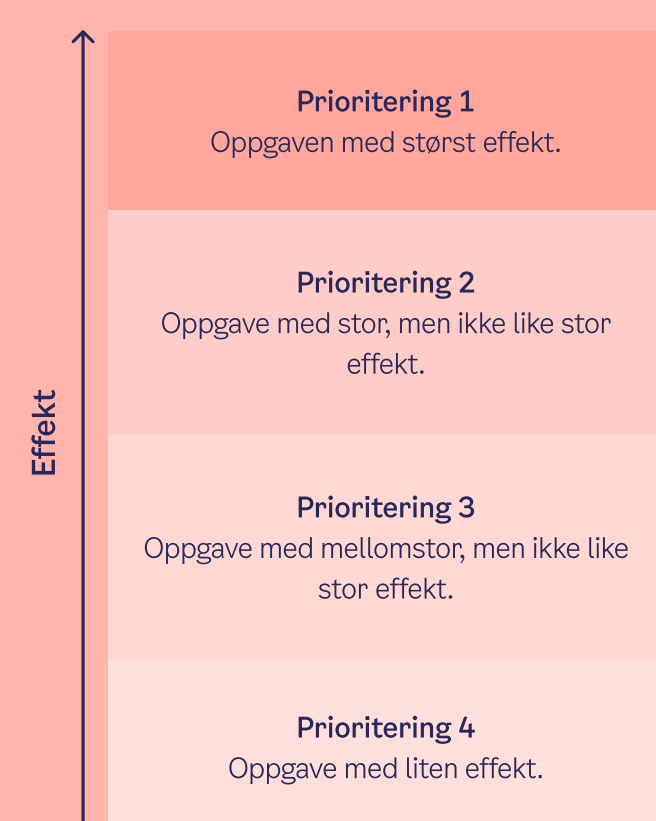 Prioritering 1
Oppgaven med størst effekt.
Prioritering 2
Oppgave med stor, men ikke like stor
effekt.
Effekt
Prioritering 3
Oppgave med mellomstor, men ikke like
stor effekt.
Prioritering 4
Oppgave med liten effekt.